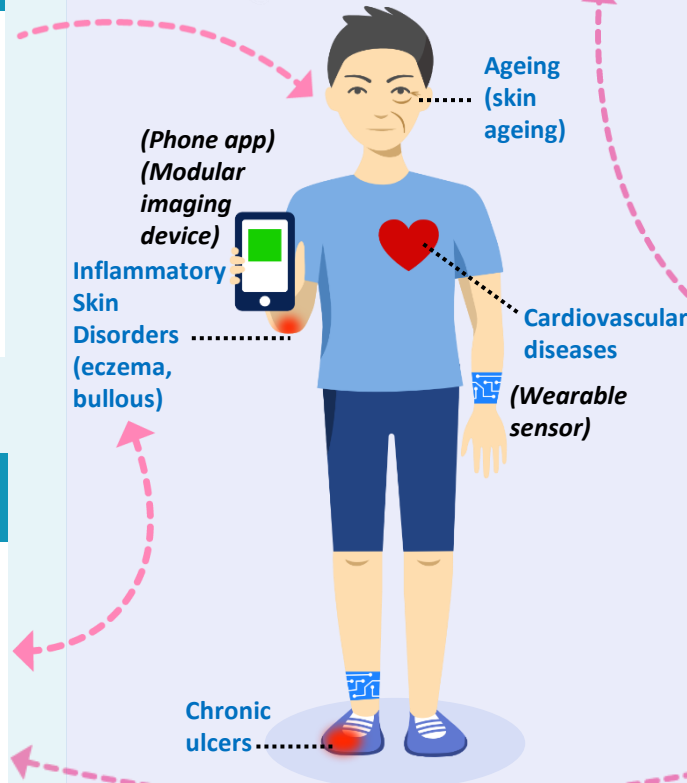 Ageing
(skin
ageing)
(Phone app)
(Modular
imaging
device)
Inflammatory
Skin
Disorders
(eczema,
bullous)
Cardiovascular
diseases
(Wearable
sensor)
Chronic
ulcers